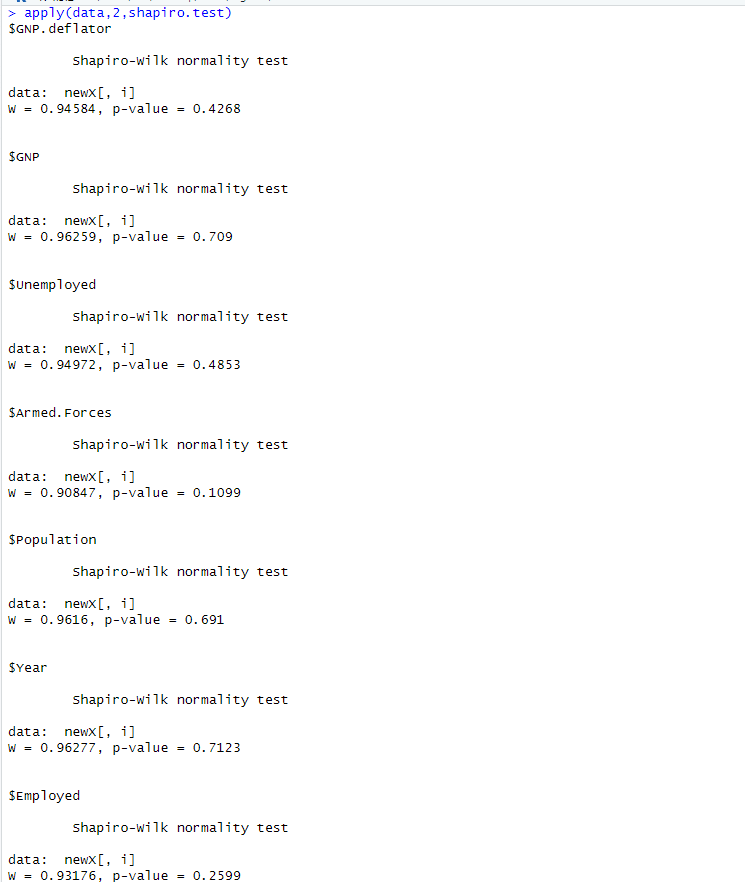 > apply(data,2,shapiro.test)
$GNP.deflator
Shapiro-Wilk normality test
data:  newX[, i]
W = 0.94584, p-value = 0.4268
$GNP
Shapiro-Wilk normality test
data:  newX[, i]
W = 0.96259, p-value = 0.709
$Unemployed
Shapiro-Wilk normality test
data:  newX[, i]
W = 0.94972, p-value = 0.4853
$Armed.Forces
Shapiro-Wilk normality test
data:  newX[, i]
W = 0.90847, p-value = 0.1099
$Population
Shapiro-Wilk normality test
data:  newX[, i]
W = 0.9616, p-value = 0.691
$Year
Shapiro-Wilk normality test
data:  newX[, i]
W = 0.96277, p-value = 0.7123
$Employed
Shapiro-Wilk normality test
data:  newX[, i]
W = 0.93176, p-value = 0.2599